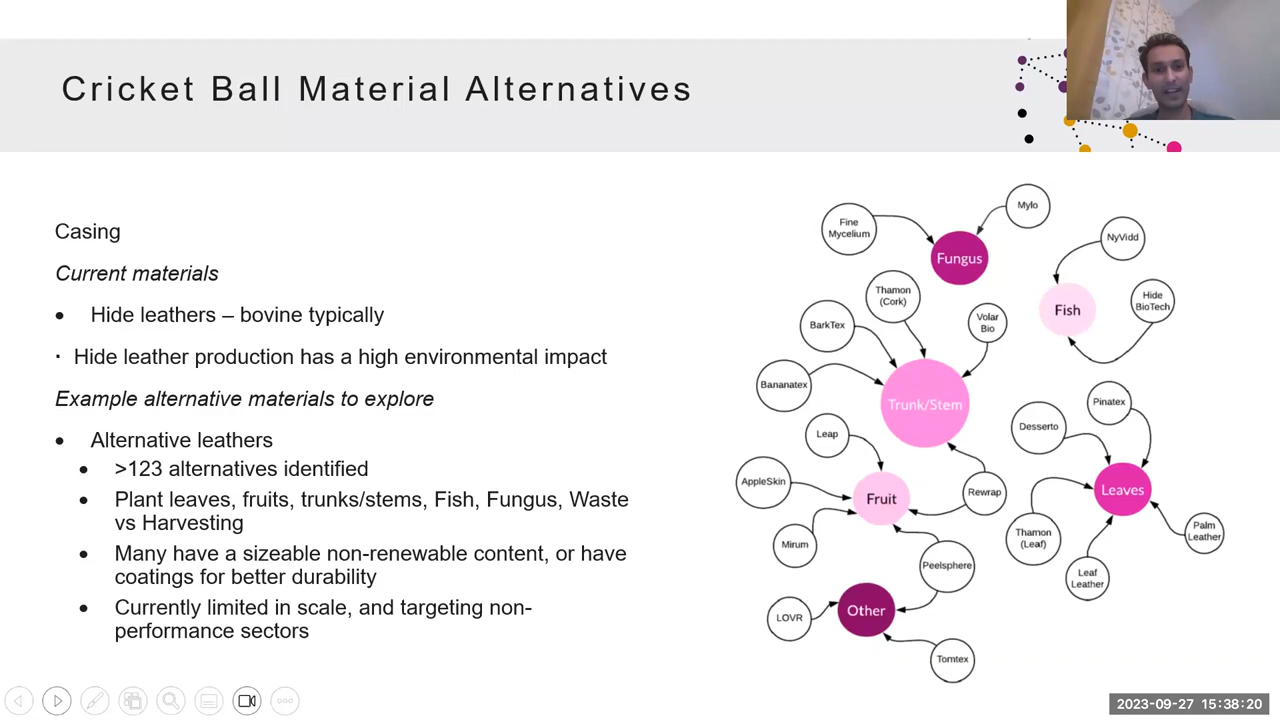 Cricket Ball Material Alternatives
Casing
Current materials
• Hide leathers – bovine typically
· Hide leather production has a high environmental impact
Example alternative materials to explore
• Alternative leathers
• >123 alternatives identified
• Plant leaves, fruits, trunks/stems, Fish, Fungus, Waste
vs Harvesting
• Many have a sizeable non-renewable content, or have
coatings for better durability
• Currently limited in scale, and targeting non-
performance sectors
Fine
Mycelium
Mylo
Fungus
NyVidd
Hide
BioTech
Fish
Thamon
(Cork)
BarkTex
Volar
Bio
Bananatex
Trunk/Stem
Leap
AppleSkin
Fruit
Rewrap
Mirum
Peelsphere
Pinatex
Desserto
Leaves
Thamon
(Leaf)
Leaf
Leather
Palm
Leather
LOVR
Other
Tomtex
2023-09-27 15:38:20